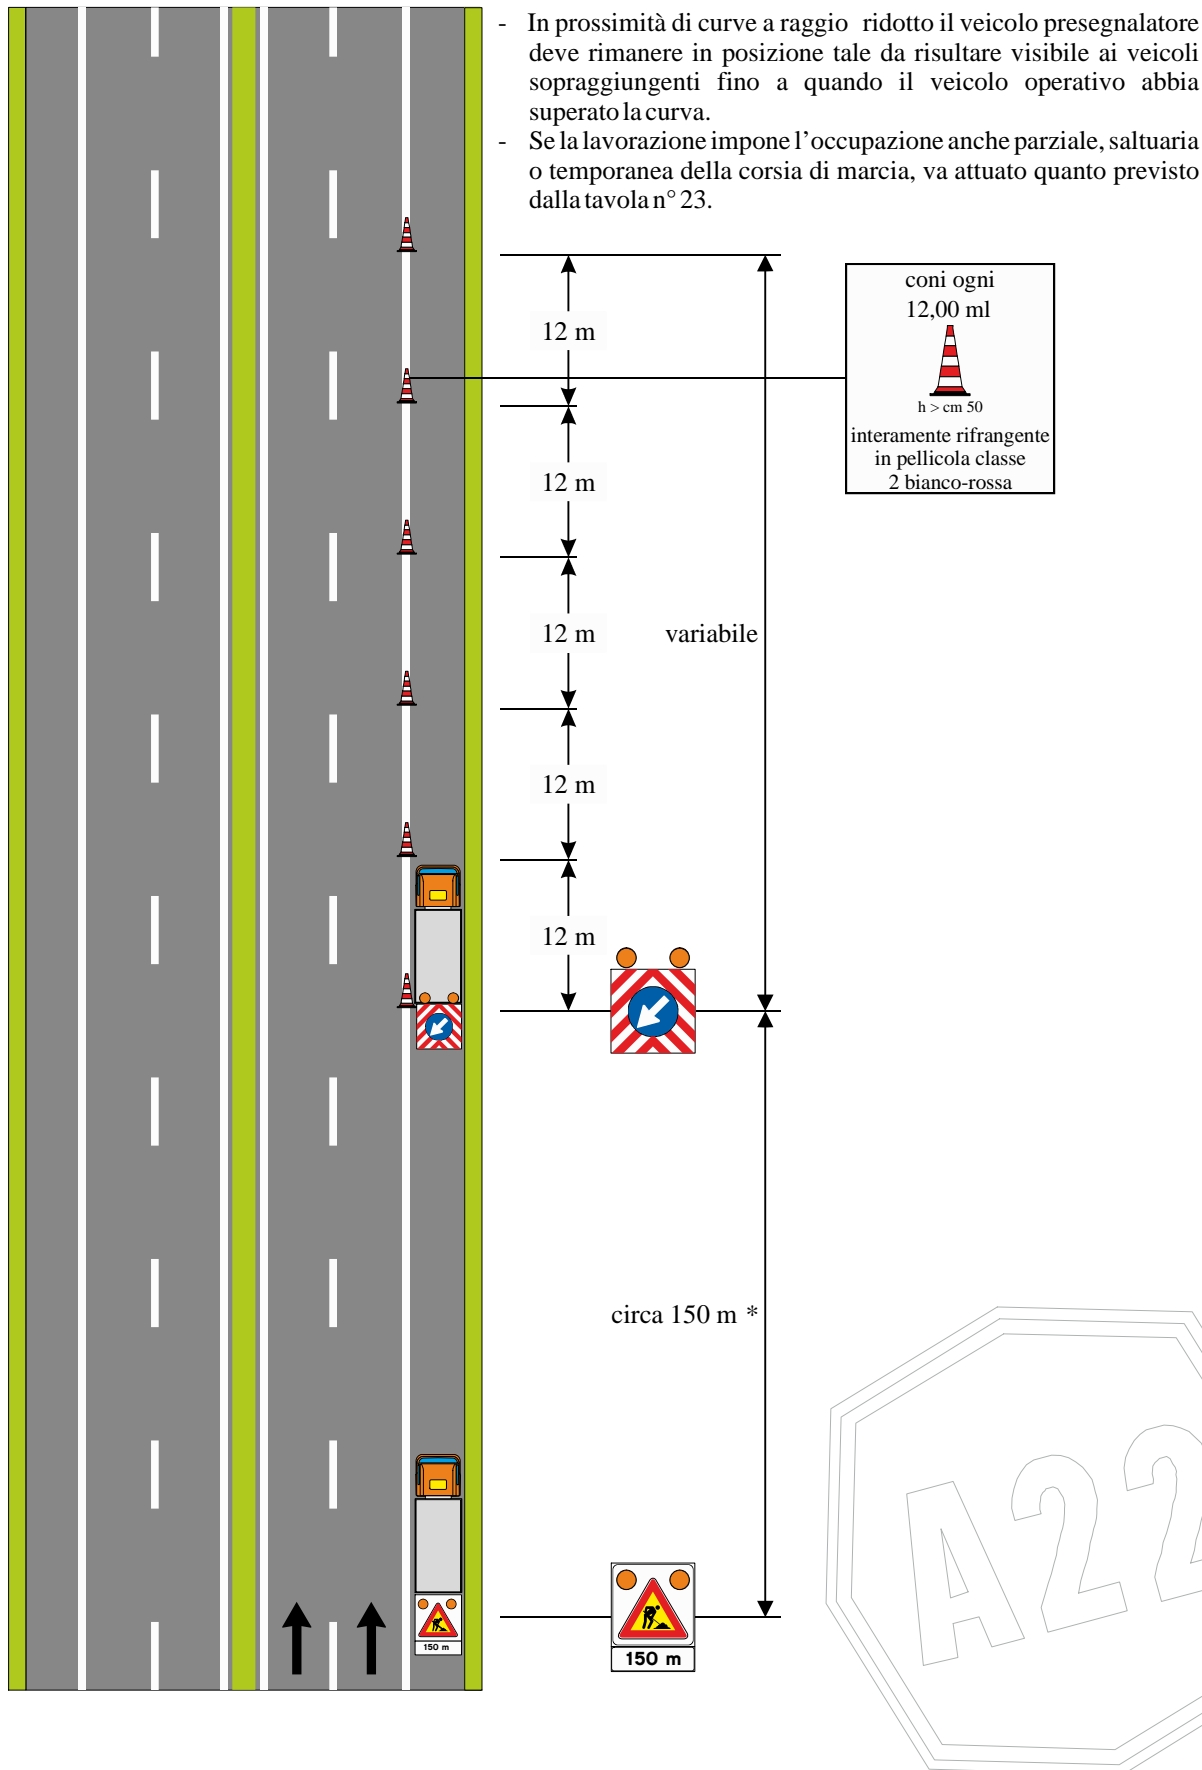 - In prossimità di curve a raggio ridotto il veicolo presegnalatore
deve rimanere in posizione tale da risultare visibile ai veicoli
sopraggiungenti fino a quando il veicolo operativo abbia
superato la curva.
- Se la lavorazione impone l'occupazione anche parziale, saltuaria
o temporanea della corsia di marcia, va attuato quanto previsto
dalla tavola n° 23.
coni ogni
12,00 ml
h > cm 50
interamente rifrangente
in pellicola classe
2 bianco-rossa
12 m
12 m
12 m
variabile
12 m
12 m
circa 150 m *
A22
150 m
150 m